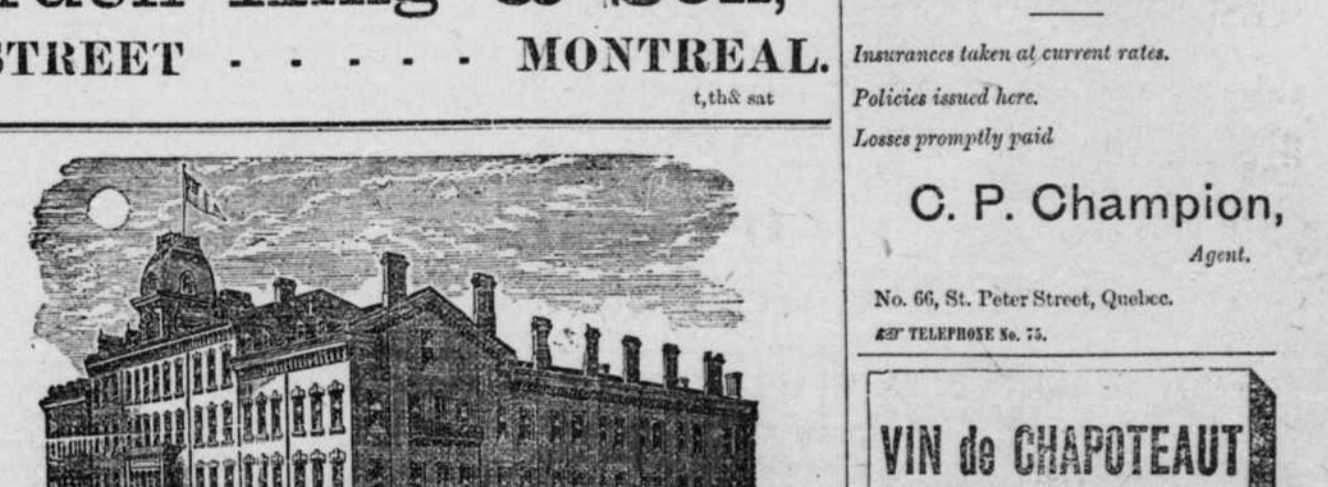 & Son,
STREET - - - - - MONTREAL.
t,th& sat
Insurances taken at current rates.
Policies issued here.
Losses promptly paid
C. P. Champion,
Agent.
No. 66, St. Peter Street, Quebec.
TELEPHONE No. 75.
VIN de CHAPOTEAUT